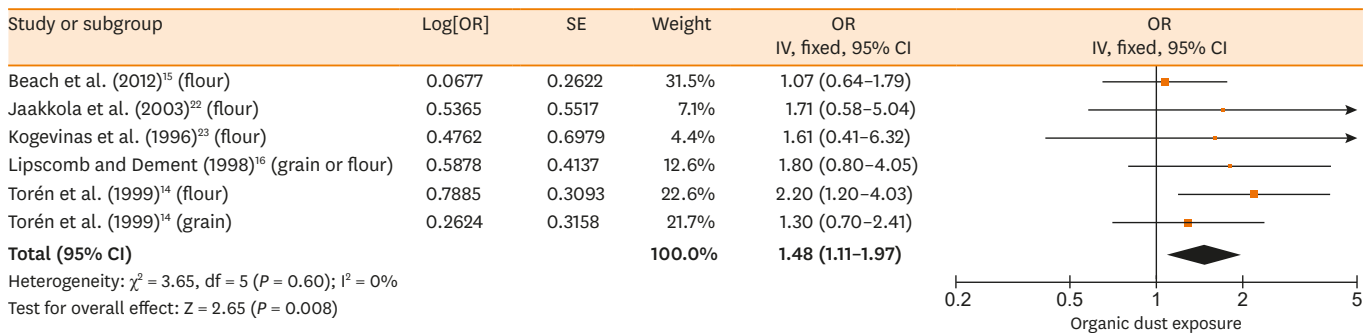 Study or subgroup Log[OR] SE Weight OR OR
IV, fixed, 95% CI IV, fixed, 95% CI
Beach et al. (2012)¹⁵ (flour) 0.0677 0.2622 31.5% 1.07 (0.64–1.79)
Jaakkola et al. (2003)²² (flour) 0.5365 0.5517 7.1% 1.71 (0.58–5.04)
Kogevinas et al. (1996)²³ (flour) 0.4762 0.6979 4.4% 1.61 (0.41–6.32)
Lipscomb and Dement (1998)¹⁶ (grain or flour) 0.5878 0.4137 12.6% 1.80 (0.80–4.05)
Torén et al. (1999)¹⁴ (flour) 0.7885 0.3093 22.6% 2.20 (1.20–4.03)
Torén et al. (1999)¹⁴ (grain) 0.2624 0.3158 21.7% 1.30 (0.70–2.41)
Total (95% CI) 100.0% 1.48 (1.11–1.97)
Heterogeneity: χ² = 3.65, df = 5 (P = 0.60); I² = 0%
Test for overall effect: Z = 2.65 (P = 0.008)
0.2 0.5 1 2 5
Organic dust exposure